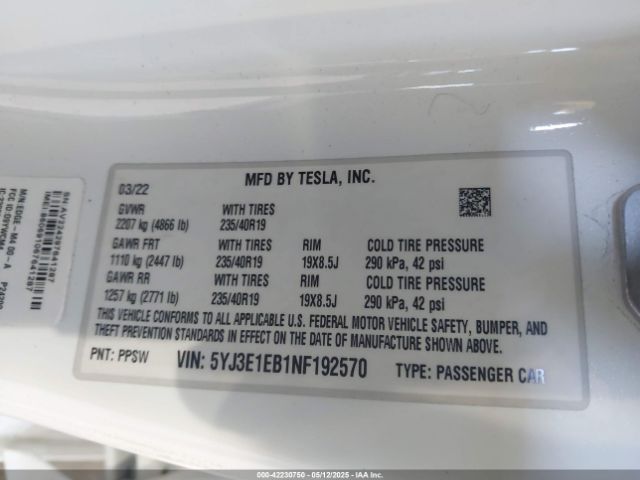 MFD BY TESLA, INC.
03/22
GVWR WITH TIRES
2207 kg (4866 lb) 235/40R19
GAWR FRT WITH TIRES RIM COLD TIRE PRESSURE
1110 kg (2447 lb) 235/40R19 19X8.5J 290 kPa, 42 psi
GAWR RR WITH TIRES RIM COLD TIRE PRESSURE
1257 kg (2771 lb) 235/40R19 19X8.5J 290 kPa, 42 psi
THIS VEHICLE CONFORMS TO ALL APPLICABLE U.S. FEDERAL MOTOR VEHICLE SAFETY, BUMPER, AND
THEFT PREVENTION STANDARDS IN EFFECT ON THE DATE OF MANUFACTURE SHOWN ABOVE.
PNT: PPSW VIN: 5YJ3E1EB1NF192570 TYPE: PASSENGER CAR
M/N: EDGE-M4 00-A
000-42230750 - 05/12/2025 - IAA Inc.